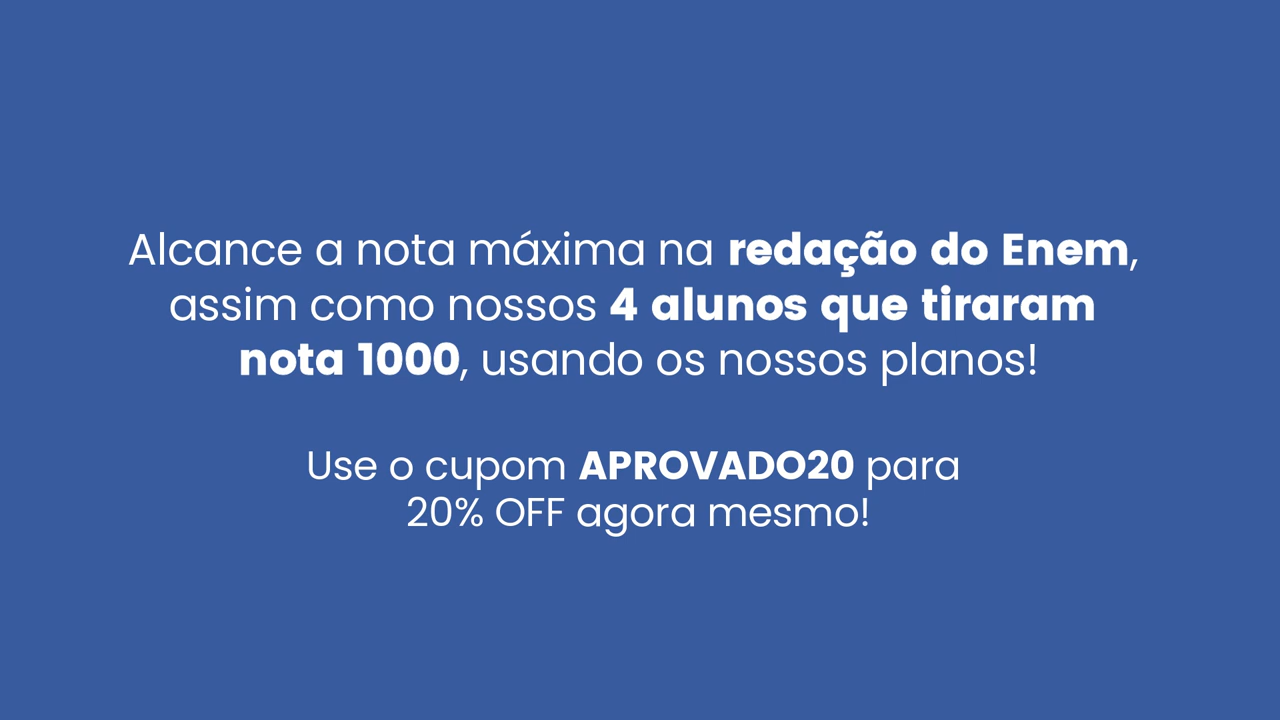 Alcance a nota máxima na redação do Enem,
assim como nossos 4 alunos que tiraram
nota 1000, usando os nossos planos!
Use o cupom APROVADO20 para
20% OFF agora mesmo!